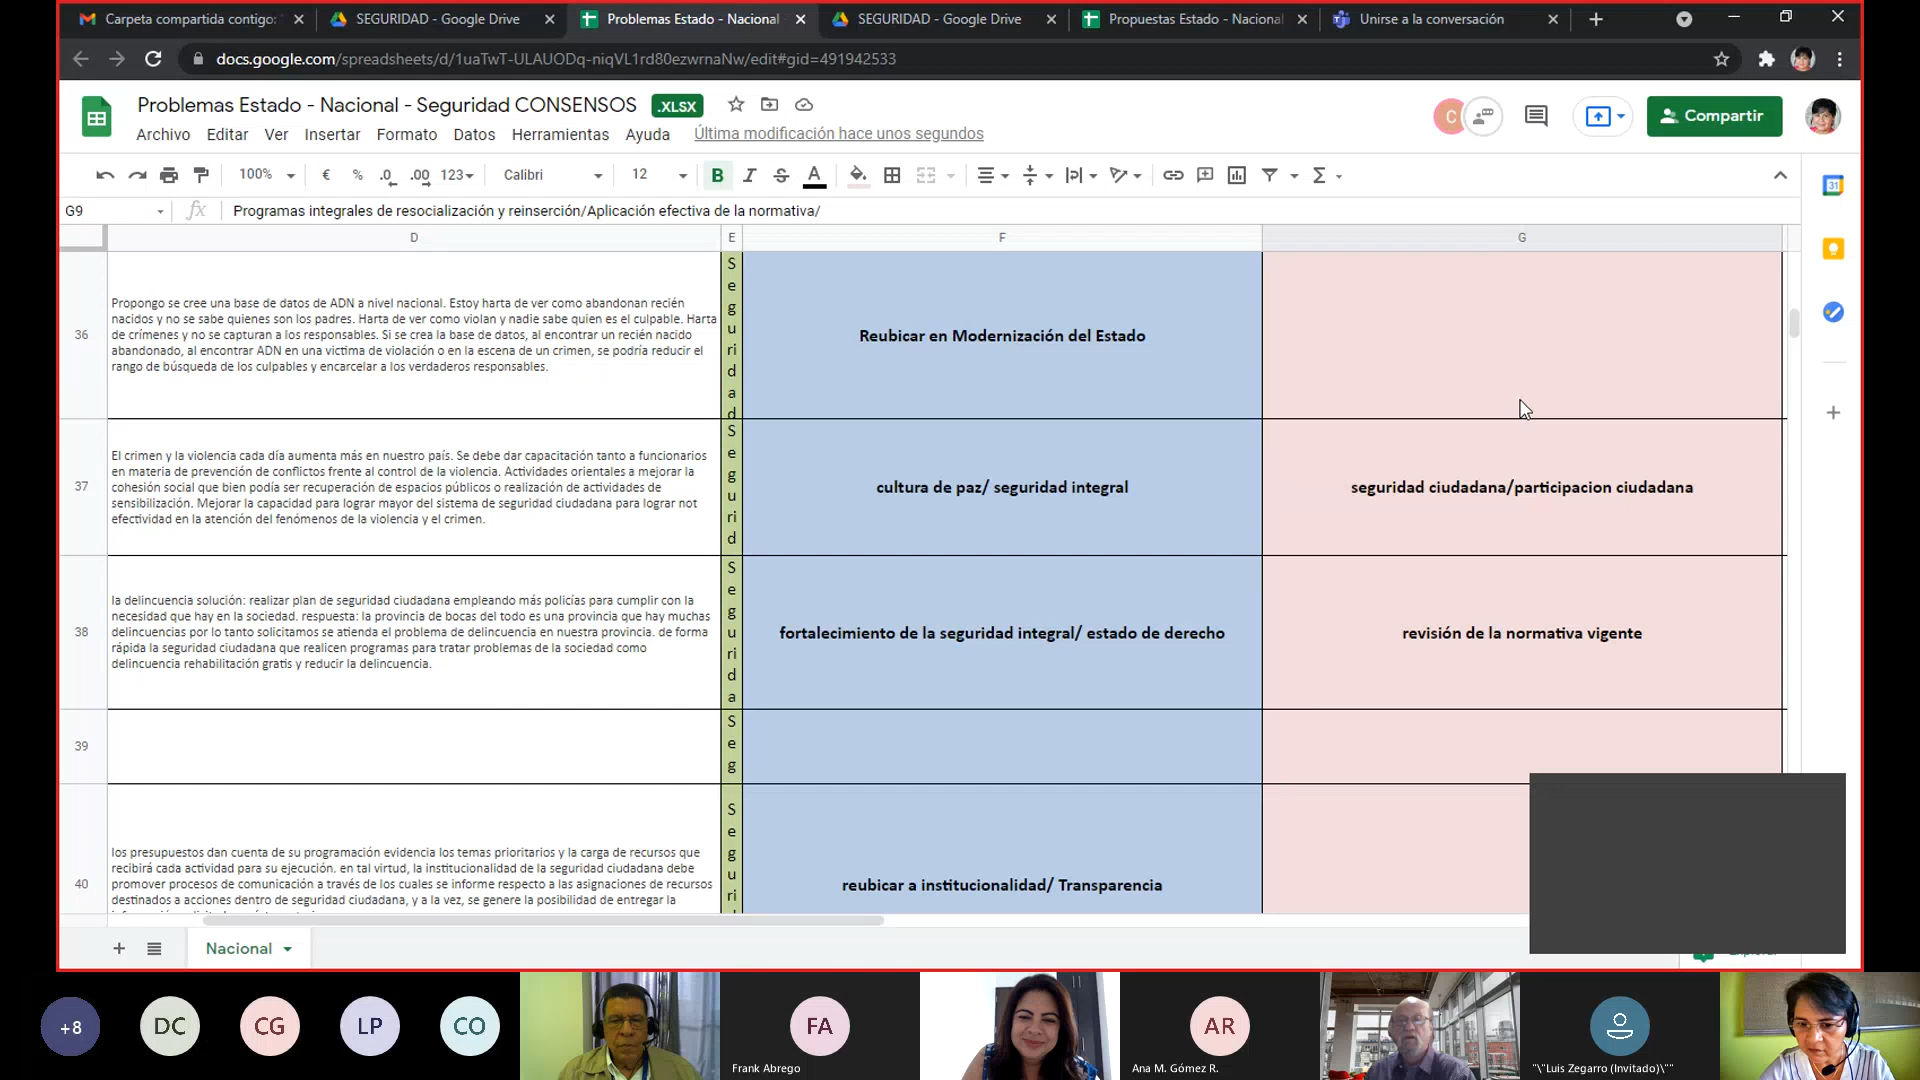 Carpeta compartida contigo:
SEGURIDAD - Google Drive
Problemas Estado - Nacional
SEGURIDAD - Google Drive
Propuestas Estado - Nacional
Unirse a la conversación
docs.google.com/spreadsheets/d/1uaTwT-ULAUODq-niqVL1rd80ezwrnaNw/edit#gid=491942533
Problemas Estado - Nacional - Seguridad CONSENSOS
.XLSX
Archivo Editar Ver Insertar Formato Datos Herramientas Ayuda Última modificación hace unos segundos
C
Compartir
100% € % .0 .00 123 Calibri 12 B I S A
31
G9 fx Programas integrales de resocialización y reinserción/Aplicación efectiva de la normativa/
D E F G
36
Propongo se cree una base de datos de ADN a nivel nacional. Estoy harta de ver como abandonan recién
nacidos y no se sabe quienes son los padres. Harta de ver como violan y nadie sabe quien es el culpable. Harta
de crímenes y no se capturan a los responsables. Si se crea la base de datos, al encontrar un recién nacido
abandonado, al encontrar ADN en una victima de violación o en la escena de un crimen, se podría reducir el
rango de búsqueda de los culpables y encarcelar a los verdaderos responsables.
Seguridad
Reubicar en Modernización del Estado
37
El crimen y la violencia cada día aumenta más en nuestro país. Se debe dar capacitación tanto a funcionarios
en materia de prevención de conflictos frente al control de la violencia. Actividades orientales a mejorar la
cohesión social que bien podía ser recuperación de espacios públicos o realización de actividades de
sensibilización. Mejorar la capacidad para lograr mayor del sistema de seguridad ciudadana para lograr not
efectividad en la atención del fenómenos de la violencia y el crimen.
Segurid
cultura de paz/ seguridad integral
seguridad ciudadana/participacion ciudadana
38
la delincuencia solución: realizar plan de seguridad ciudadana empleando más policías para cumplir con la
necesidad que hay en la sociedad. respuesta: la provincia de bocas del todo es una provincia que hay muchas
delincuencias por lo tanto solicitamos se atienda el problema de delincuencia en nuestra provincia. de forma
rápida la seguridad ciudadana que realicen programas para tratar problemas de la sociedad como
delincuencia rehabilitación gratis y reducir la delincuencia.
Segurida
fortalecimiento de la seguridad integral/ estado de derecho
revisión de la normativa vigente
39
Seg
40
los presupuestos dan cuenta de su programación evidencia los temas prioritarios y la carga de recursos que
recibirá cada actividad para su ejecución. en tal virtud, la institucionalidad de la seguridad ciudadana debe
promover procesos de comunicación a través de los cuales se informe respecto a las asignaciones de recursos
destinados a acciones dentro de seguridad ciudadana, y a la vez, se genere la posibilidad de entregar la
Seguri
reubicar a institucionalidad/ Transparencia
Nacional
+8
DC
CG
LP
CO
FA
Frank Abrego
AR
Ana M. Gómez R.
"\"Luis Zegarro (Invitado)\""